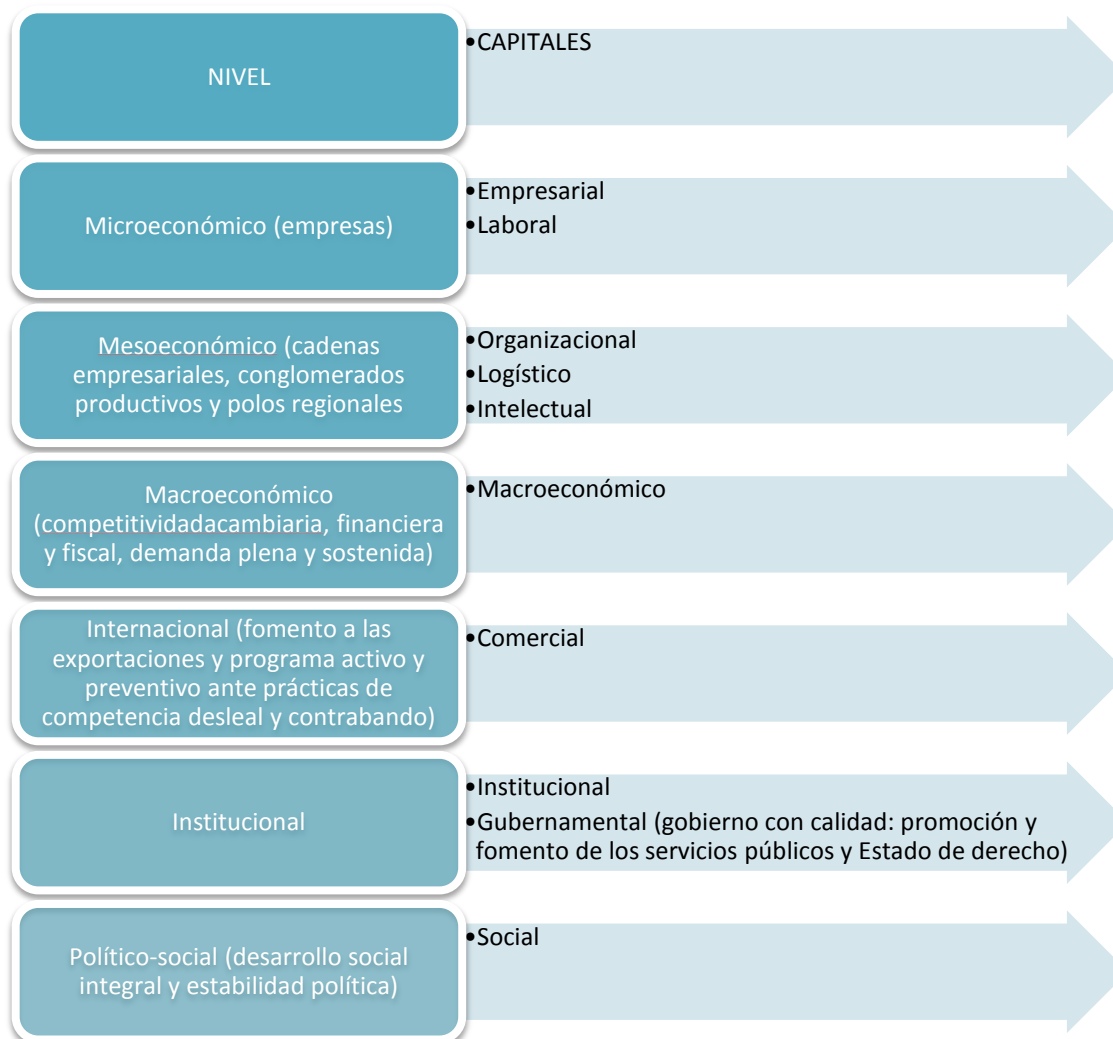 NIVEL
•CAPITALES
Microeconómico (empresas)
•Empresarial
•Laboral
Mesoeconómico (cadenas
empresariales, conglomerados
productivos y polos regionales
•Organizacional
•Logístico
•Intelectual
Macroeconómico
(competitividadacambiaria, financiera
y fiscal, demanda plena y sostenida)
•Macroeconómico
Internacional (fomento a las
exportaciones y programa activo y
preventivo ante prácticas de
competencia desleal y contrabando)
•Comercial
Institucional
•Institucional
•Gubernamental (gobierno con calidad: promoción y
fomento de los servicios públicos y Estado de derecho)
Político-social (desarrollo social
integral y estabilidad política)
•Social